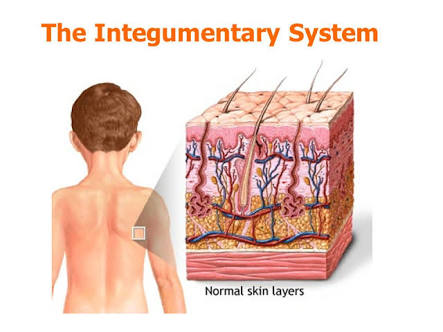 The Integumentary System
Normal skin layers